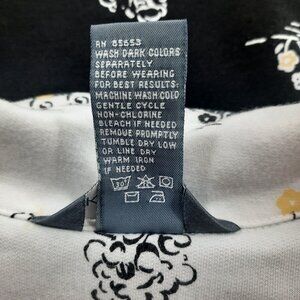 RN 85653
WASH DARK COLORS
SEPARATELY
BEFORE WEARING
FOR BEST RESULTS:
MACHINE WASH COLD
GENTLE CYCLE
NON-CHLORINE
BLEACH IF NEEDED
REMOVE PROMPTLY
TUMBLE DRY LOW
OR LINE DRY
WARM IRON
IF NEEDED
30